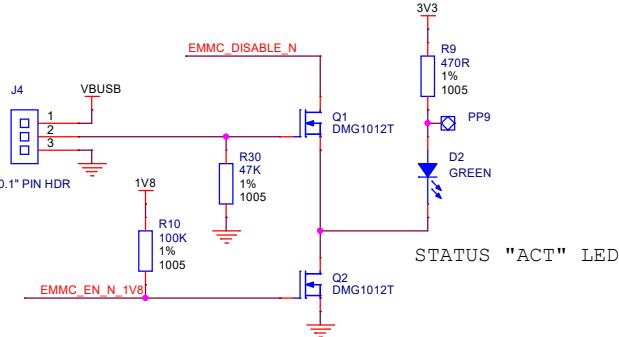 3V3
EMMC_DISABLE_N
R9
470R
1%
1005
J4
VBUSB
1
2
3
Q1
DMG1012T
PP9
D2
GREEN
R30
47K
1%
1005
0.1" PIN HDR
1V8
R10
100K
1%
1005
STATUS "ACT" LED
Q2
DMG1012T
EMMC_EN_N_1V8